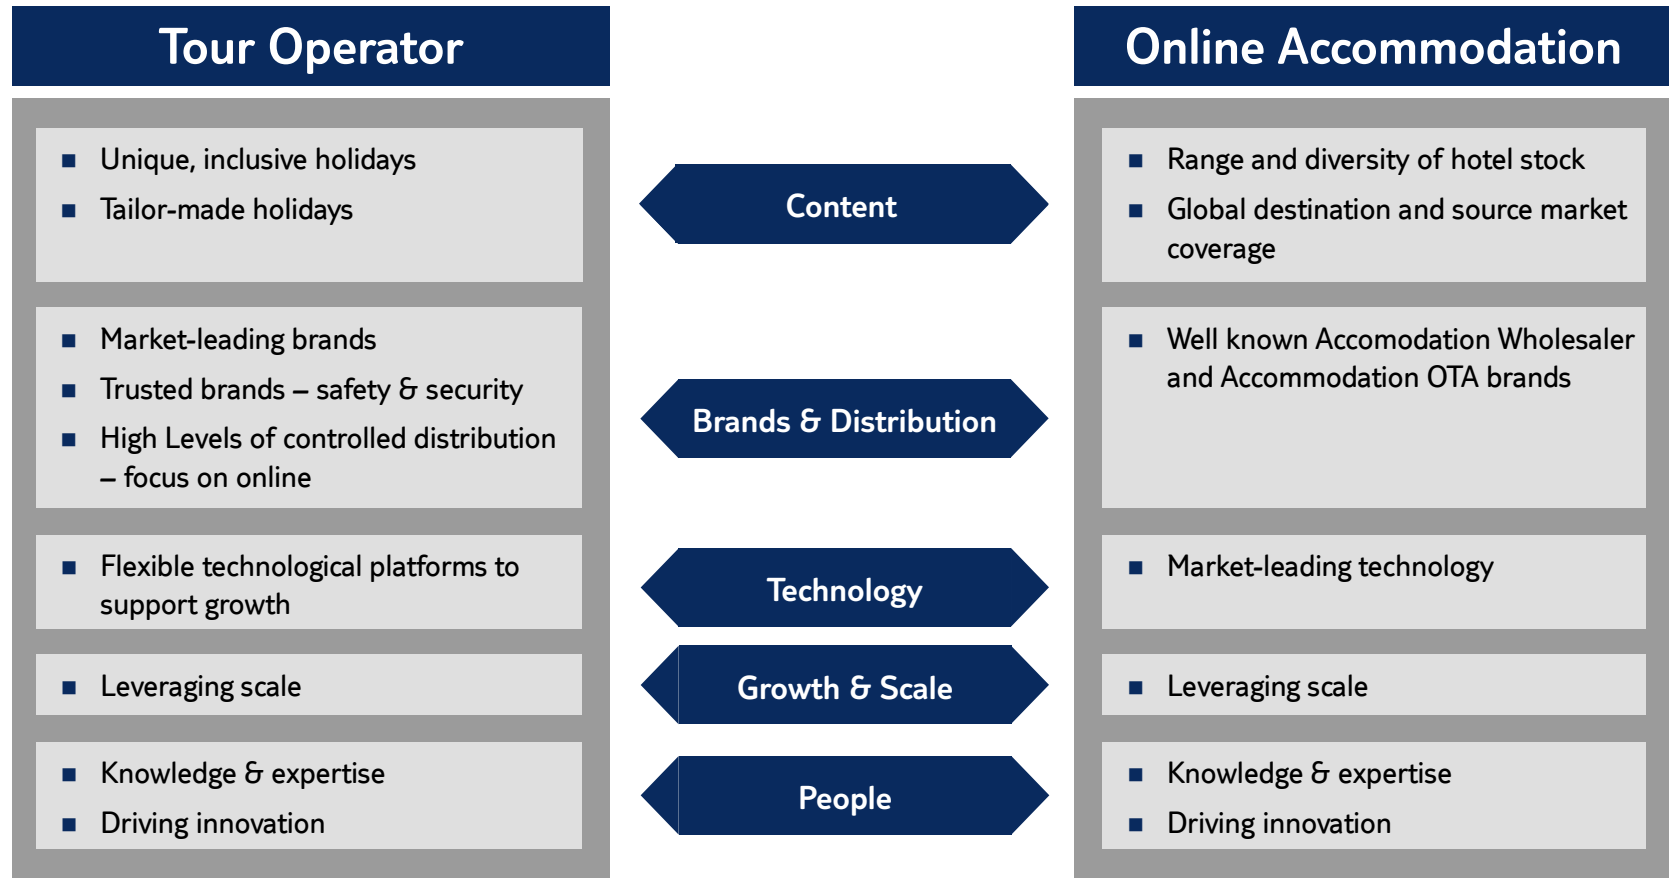 Tour Operator
Online Accommodation
Unique, inclusive holidays
Tailor-made holidays
Content
Range and diversity of hotel stock
Global destination and source market
coverage
Market-leading brands
Trusted brands – safety & security
High Levels of controlled distribution
– focus on online
Brands & Distribution
Well known Accomodation Wholesaler
and Accommodation OTA brands
Flexible technological platforms to
support growth
Technology
Market-leading technology
Leveraging scale
Growth & Scale
Leveraging scale
Knowledge & expertise
Driving innovation
People
Knowledge & expertise
Driving innovation